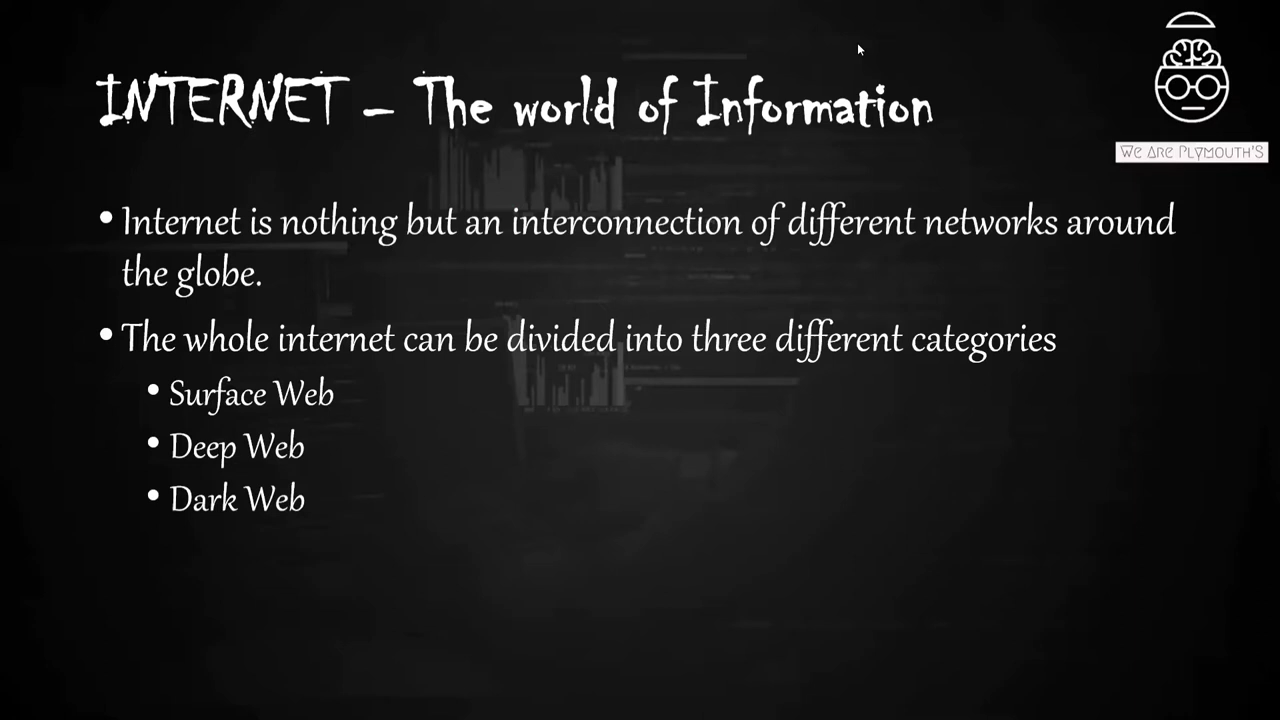 INTERNET – The world of Information
WE ARE PLYMOUTH'S
• Internet is nothing but an interconnection of different networks around
the globe.
• The whole internet can be divided into three different categories
• Surface Web
• Deep Web
• Dark Web